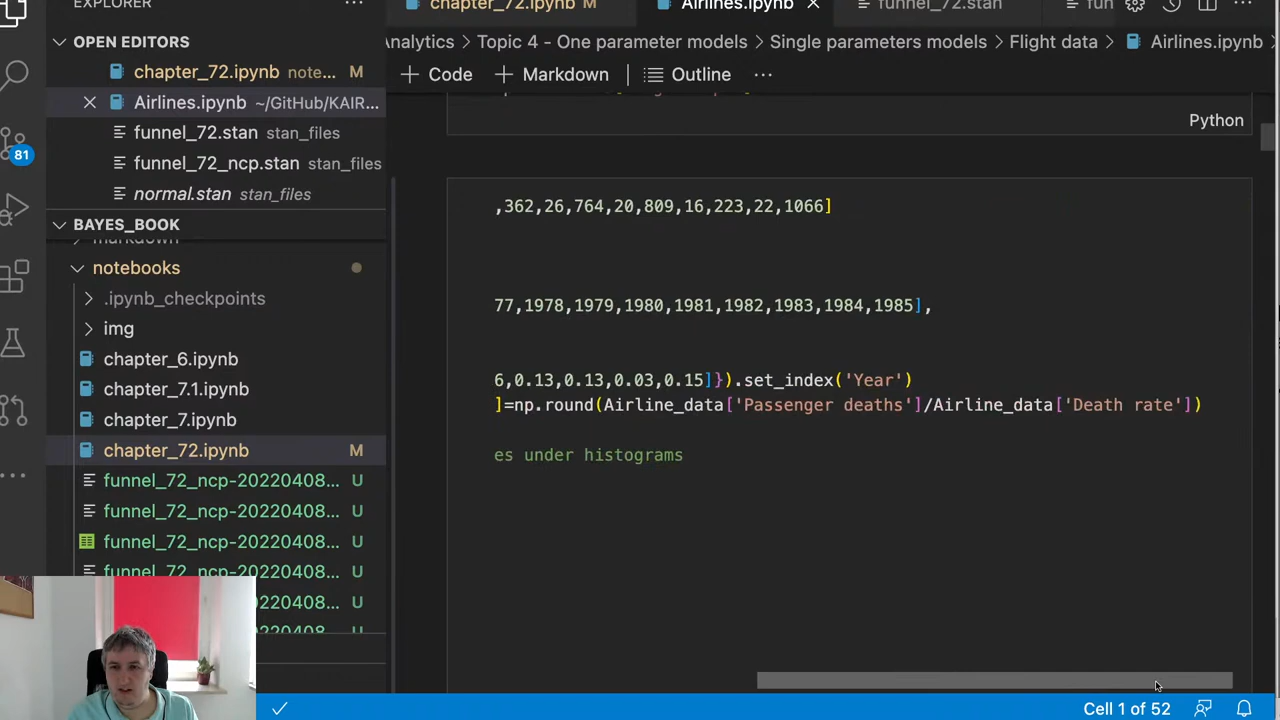 EXPLORER
OPEN EDITORS
chapter_72.ipynb note... M
Airlines.ipynb ~/GitHub/KAIR...
funnel_72.stan stan_files
funnel_72_ncp.stan stan_files
normal.stan stan_files
BAYES_BOOK
markdown
notebooks
.ipynb_checkpoints
img
chapter_6.ipynb
chapter_7.1.ipynb
chapter_7.ipynb
chapter_72.ipynb M
funnel_72_ncp-20220408... U
funnel_72_ncp-20220408... U
funnel_72_ncp-20220408... U
funnel_72_ncp-20220408... U
20220408... U
81
chapter_72.ipynb M
Airlines.ipynb
funnel_72.stan
fun
Analytics > Topic 4 - One parameter models > Single parameters models > Flight data > Airlines.ipynb >
+ Code + Markdown Outline ...
Python
,362,26,764,20,809,16,223,22,1066]
77,1978,1979,1980,1981,1982,1983,1984,1985],
6,0.13,0.13,0.03,0.15]}).set_index('Year')
]=np.round(Airline_data['Passenger deaths']/Airline_data['Death rate'])
es under histograms
Cell 1 of 52